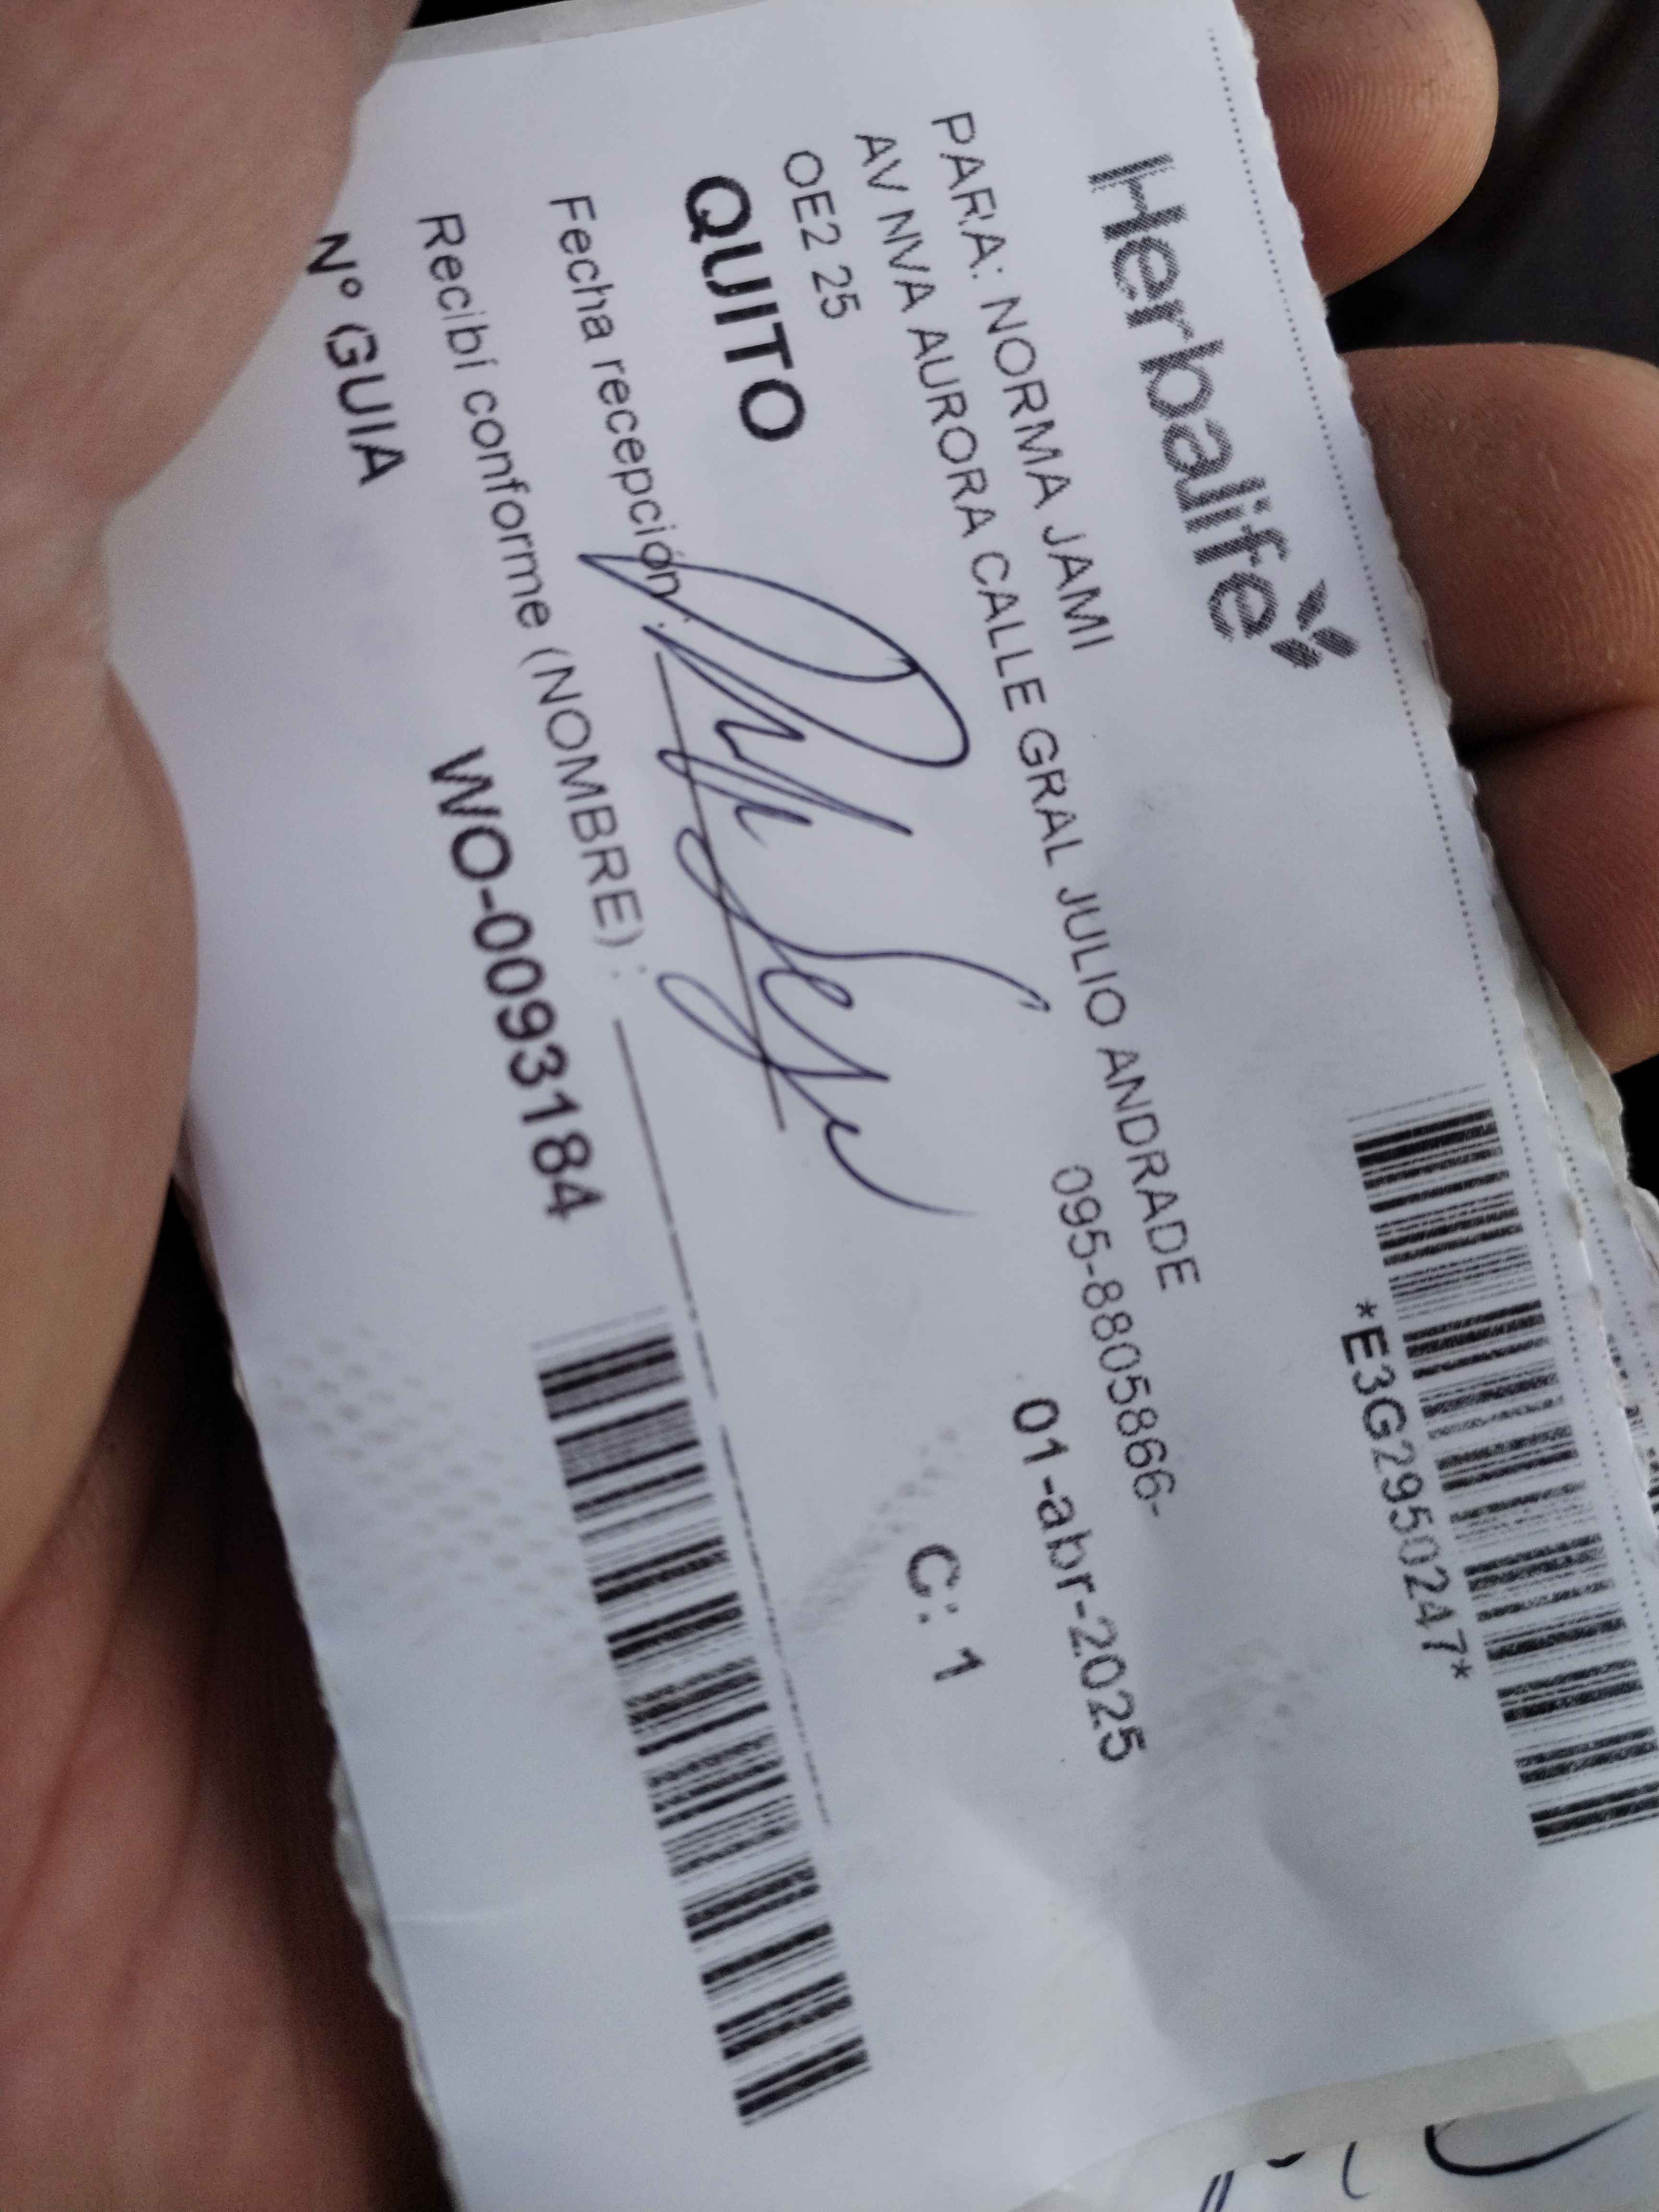 Herbalife
*E3G2950247*
PARA: NORMA JAMI
AV NVA AURORA CALLE GRAL JULIO ANDRADE
OE2 25
095-8805866-
QUITO
01-abr-2025
C: 1
Fecha recepción :
Recibí conforme (NOMBRE) :
Nº GUIA
WO-0093184